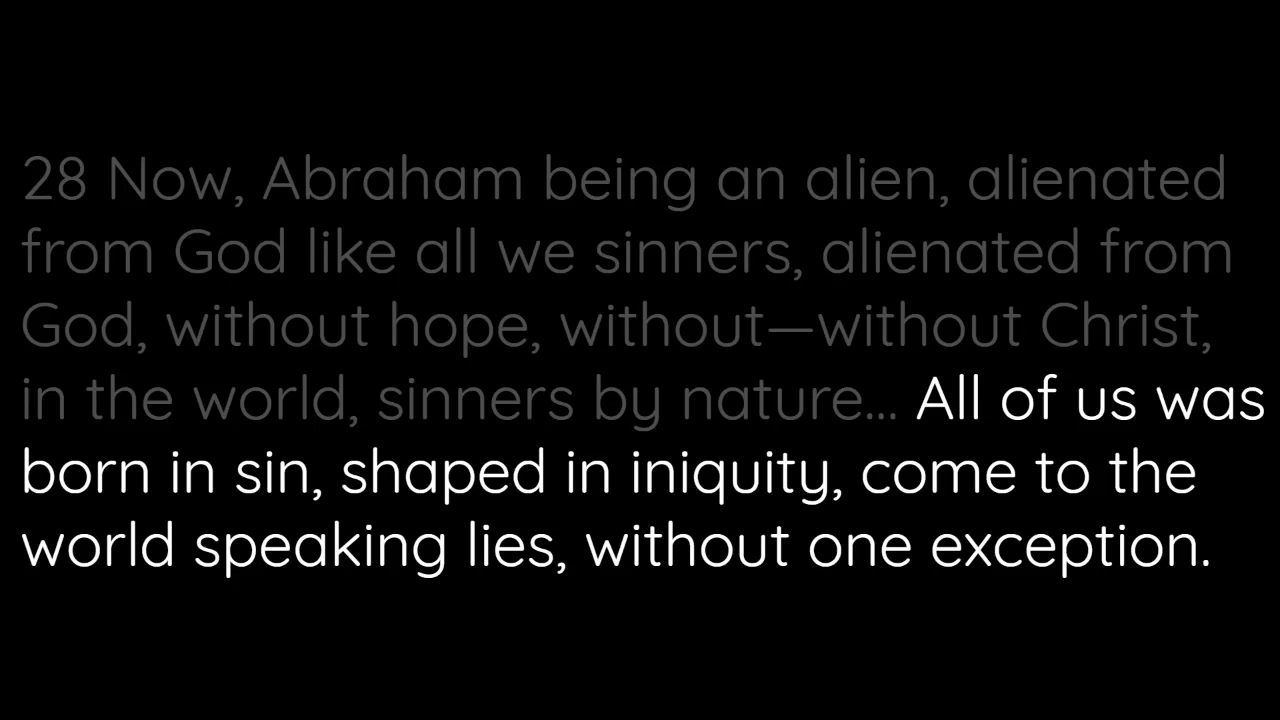 28 Now, Abraham being an alien, alienated
from God like all we sinners, alienated from
God, without hope, without—without Christ,
in the world, sinners by nature... All of us was
born in sin, shaped in iniquity, come to the
world speaking lies, without one exception.